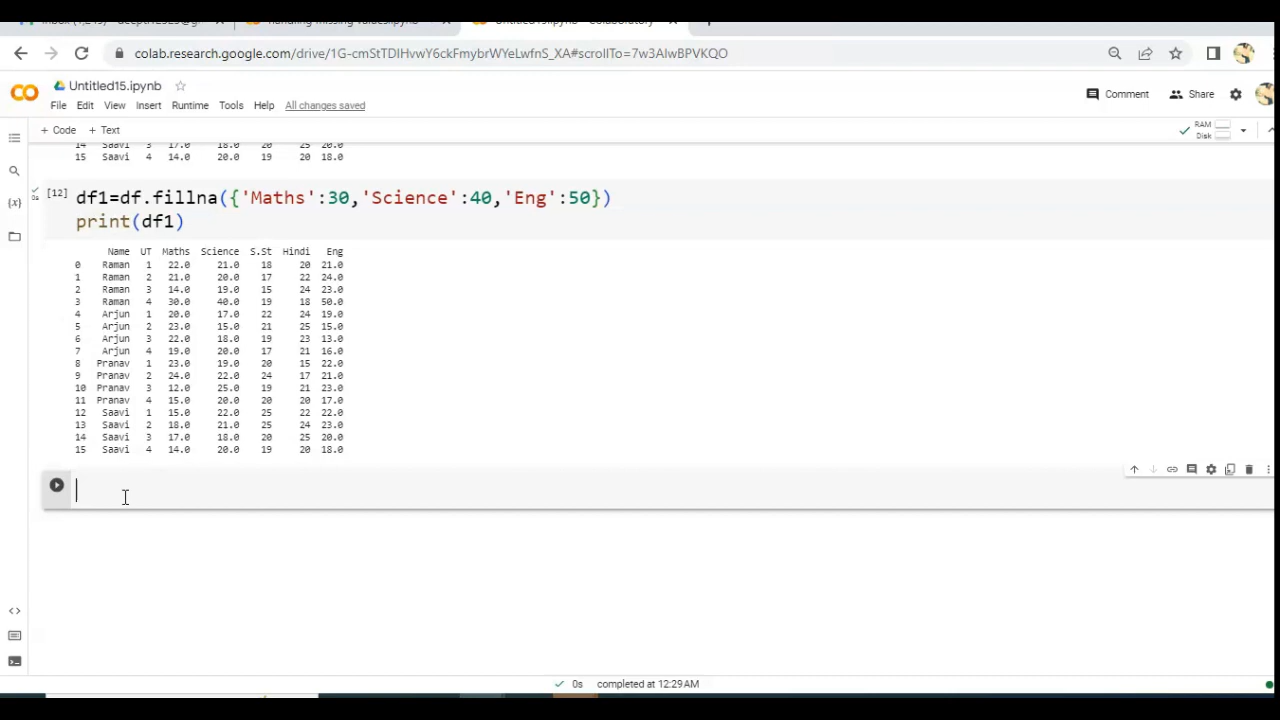 colab.research.google.com/drive/1G-cmStTDIHvwY6ckFmybrWYeLwfnS_XA#scrollTo=7w3AIwBPVKQO
Untitled15.ipynb
Comment
Share
File Edit View Insert Runtime Tools Help All changes saved
+ Code + Text
RAM
Disk
14 Saavi 3 17.0 18.0 20 25 20.0
15 Saavi 4 14.0 20.0 19 20 18.0
[12] df1=df.fillna({'Maths':30,'Science':40,'Eng':50})
0s
print(df1)
Name UT Maths Science S.St Hindi Eng
0 Raman 1 22.0 21.0 18 20 21.0
1 Raman 2 21.0 20.0 17 22 24.0
2 Raman 3 14.0 19.0 15 24 23.0
3 Raman 4 30.0 40.0 19 18 50.0
4 Arjun 1 20.0 17.0 22 24 19.0
5 Arjun 2 23.0 15.0 21 25 15.0
6 Arjun 3 22.0 18.0 19 23 13.0
7 Arjun 4 19.0 20.0 17 21 16.0
8 Pranav 1 23.0 19.0 20 15 22.0
9 Pranav 2 24.0 22.0 24 17 21.0
10 Pranav 3 12.0 25.0 19 21 23.0
11 Pranav 4 15.0 20.0 20 20 17.0
12 Saavi 1 15.0 22.0 25 22 22.0
13 Saavi 2 18.0 21.0 25 24 23.0
14 Saavi 3 17.0 18.0 20 25 20.0
15 Saavi 4 14.0 20.0 19 20 18.0
0s completed at 12:29 AM